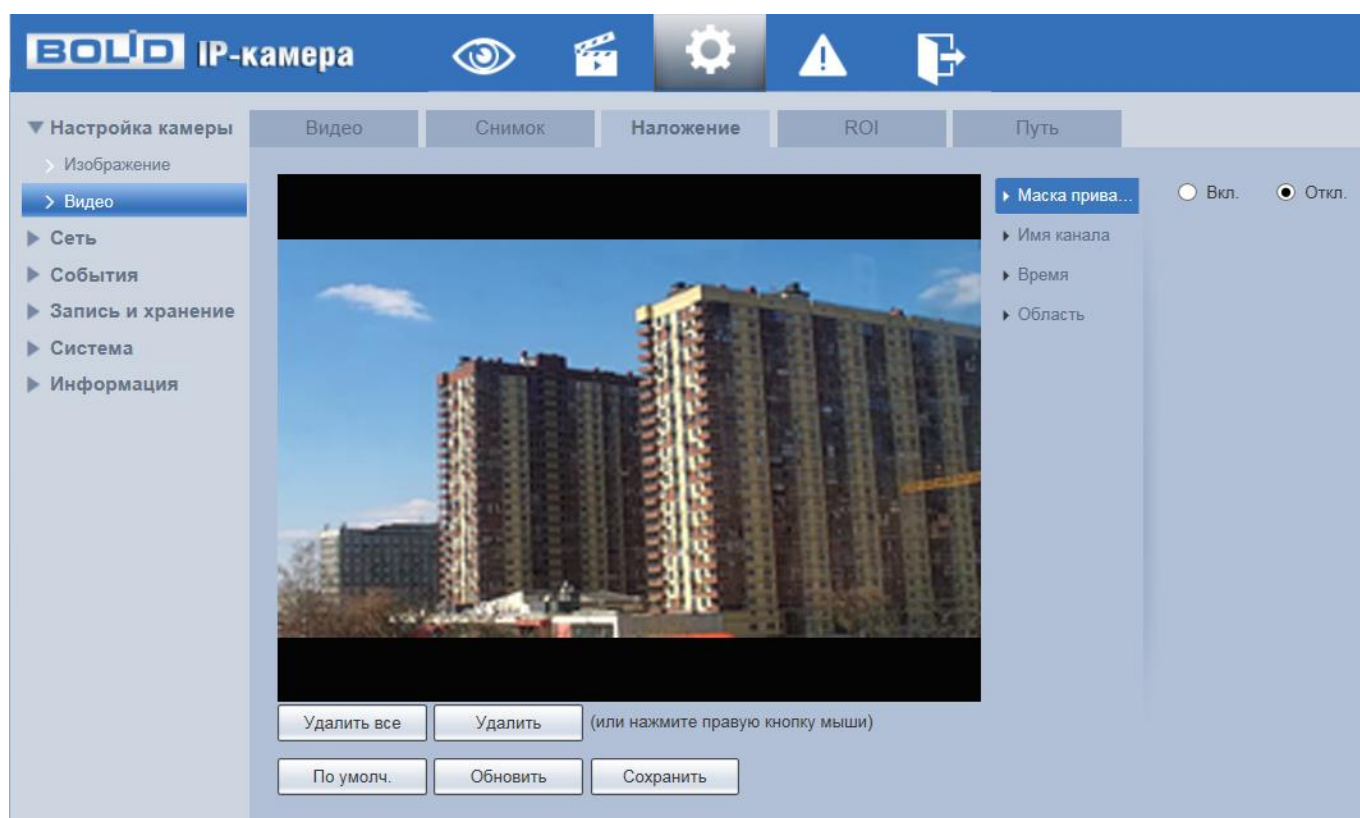 BOLID IP-камера
Настройка камеры
Изображение
Видео
Сеть
События
Запись и хранение
Система
Информация
Видео
Снимок
Наложение
ROI
Путь
Маска прива...
Имя канала
Время
Область
Вкл.
Откл.
Удалить все
Удалить
(или нажмите правую кнопку мыши)
По умолч.
Обновить
Сохранить